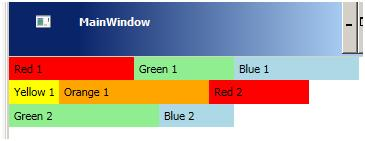 MainWindow
Red 1 Green 1 Blue 1
Yellow 1 Orange 1 Red 2
Green 2 Blue 2